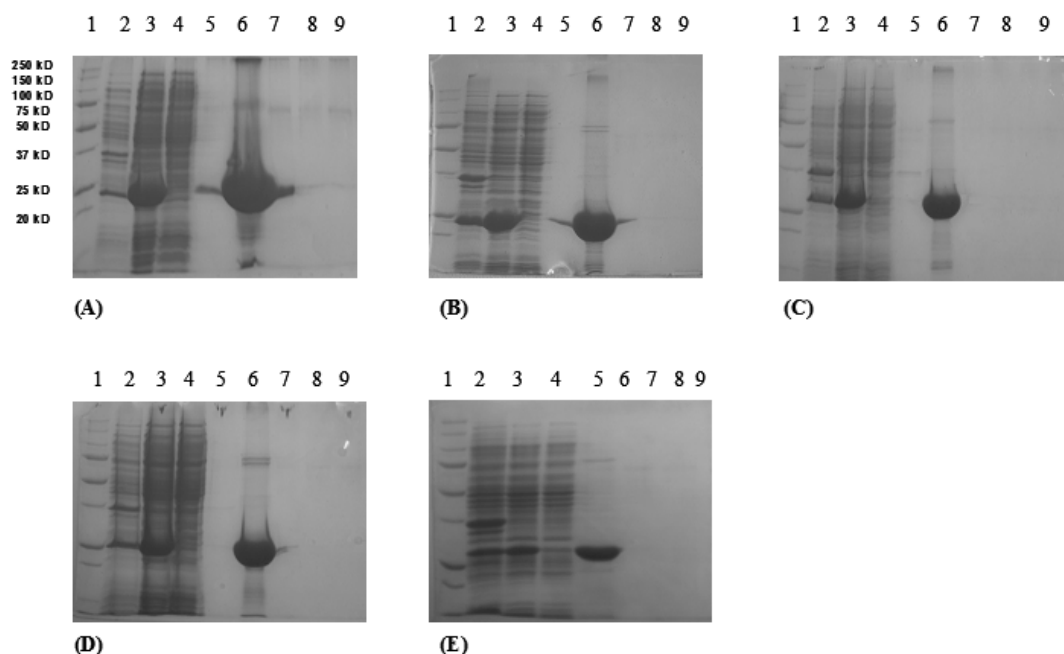 1 2 3 4 5 6 7 8 9
250 kD
150 kD
100 kD
75 kD
50 kD
37 kD
25 kD
20 kD
(A)
1 2 3 4 5 6 7 8 9
(B)
1 2 3 4 5 6 7 8 9
(C)
1 2 3 4 5 6 7 8 9
(D)
1 2 3 4 5 6 7 8 9
(E)